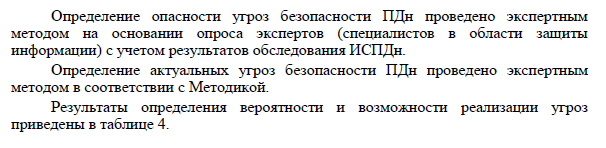 Определение опасности угроз безопасности ПДн проведено экспертным
методом на основании опроса экспертов (специалистов в области защиты
информации) с учетом результатов обследования ИСПДн.
Определение актуальных угроз безопасности ПДн проведено экспертным
методом в соответствии с Методикой.
Результаты определения вероятности и возможности реализации угроз
приведены в таблице 4.